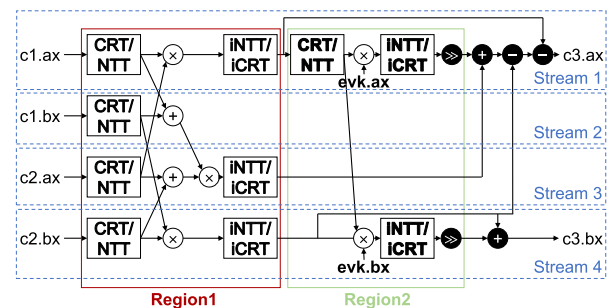 c1.ax CRT/ NTT × iNTT/ iCRT CRT/ NTT × iNTT/ iCRT >> + − − c3.ax
evk.ax
Stream 1
c1.bx CRT/ NTT +
Stream 2
c2.ax CRT/ NTT + × iNTT/ iCRT
Stream 3
c2.bx CRT/ NTT × iNTT/ iCRT × iNTT/ iCRT >> + c3.bx
evk.bx
Stream 4
Region1 Region2